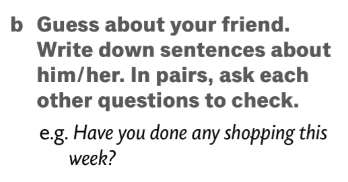 b Guess about your friend.
Write down sentences about
him/her. In pairs, ask each
other questions to check.
e.g. Have you done any shopping this
week?